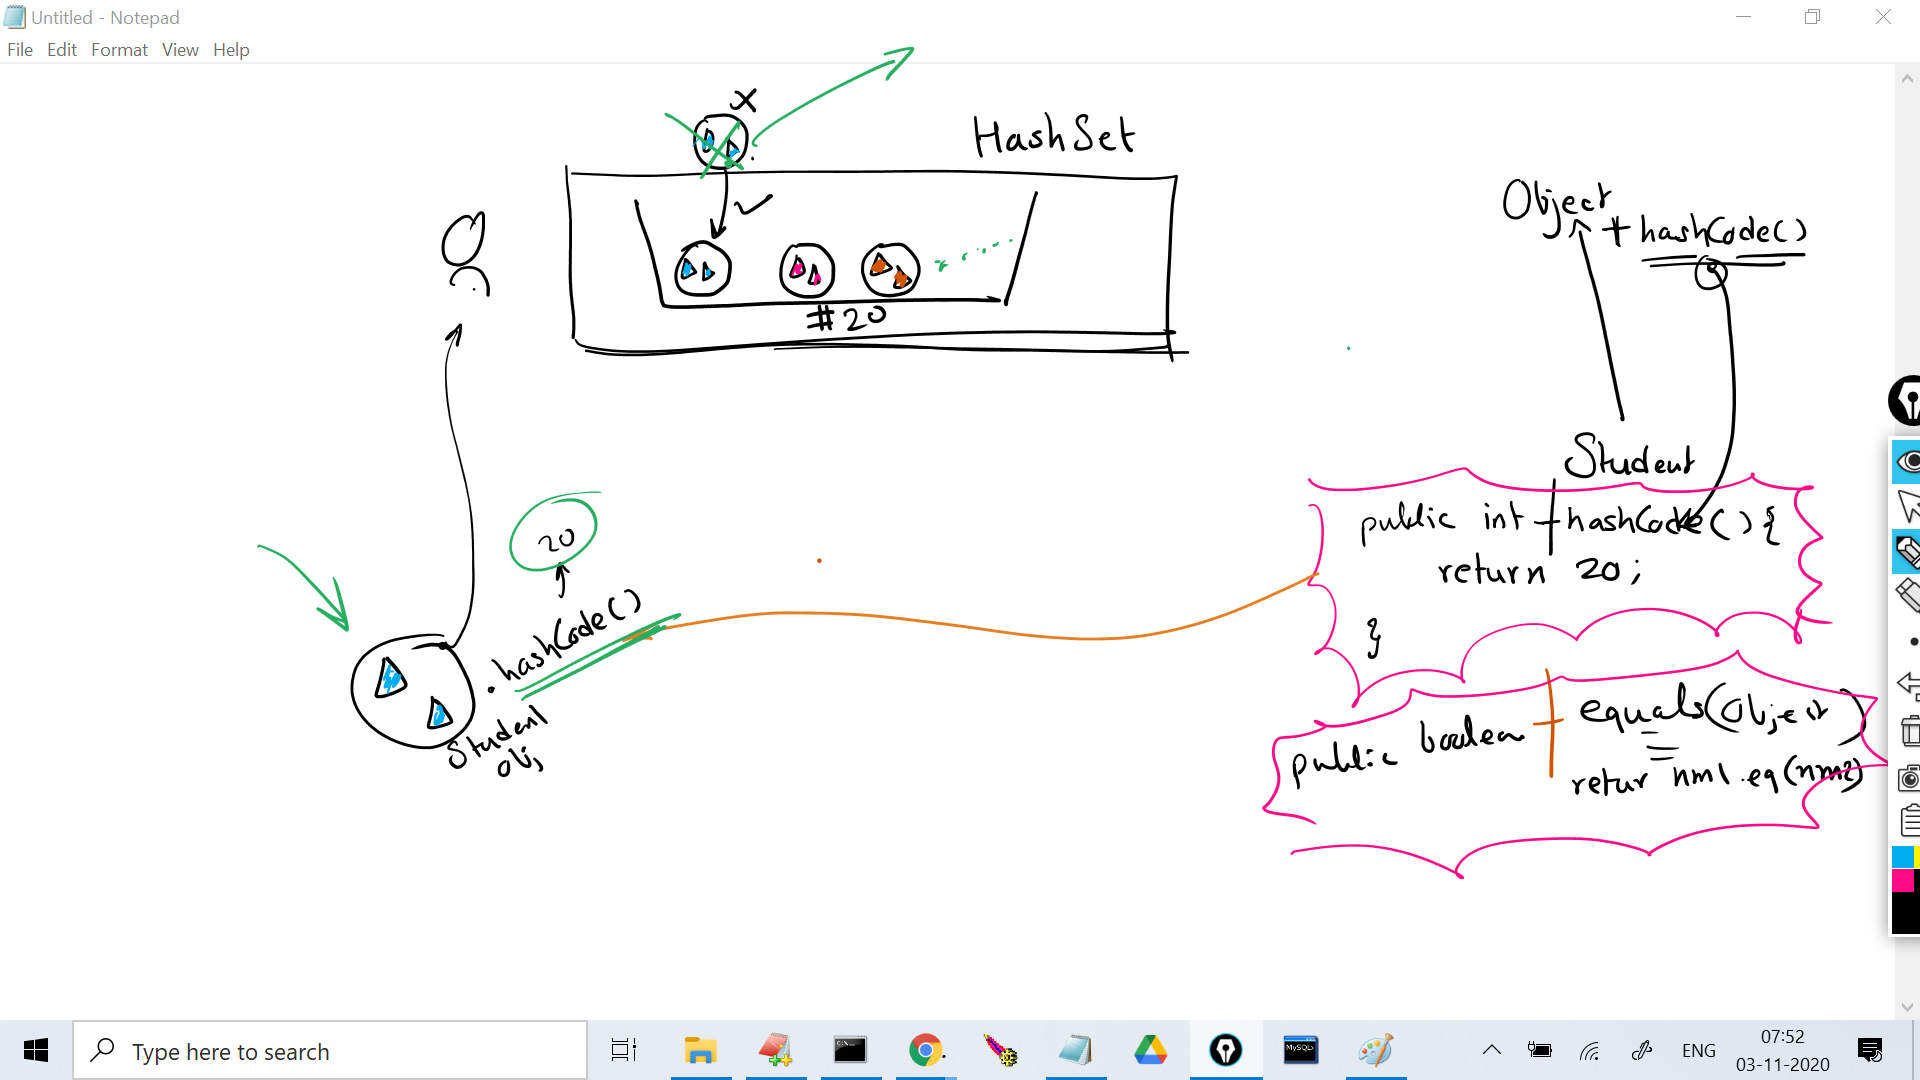 Untitled - Notepad
File Edit Format View Help
X
HashSet
Object
+ hashCode()
#20
Student
public int hashCode() {
return 20;
}
20
.hashCode()
Student
obj
public boolean equals(Object)
retur nm1.eq(nm2)
Type here to search
C:\
MySQL
ENG
07:52
03-11-2020